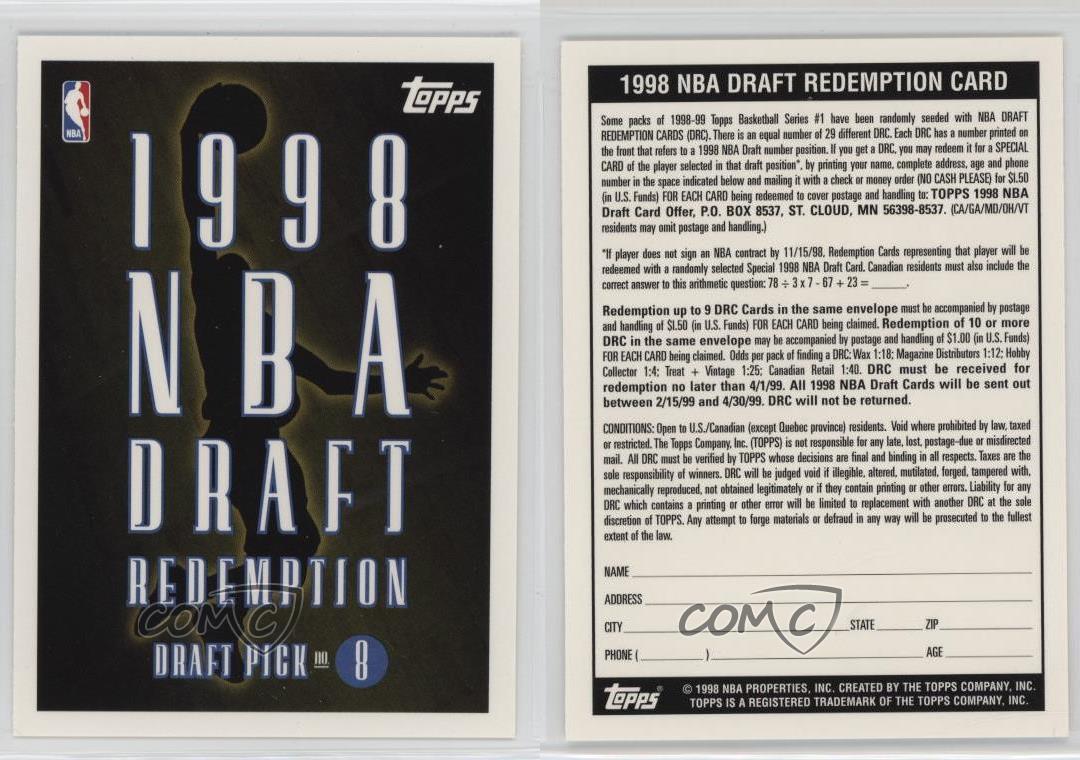 NBA
topps
1998
NBA
DRAFT
REDEMPTION
COMC
DRAFT PICK no. 8
1998 NBA DRAFT REDEMPTION CARD
Some packs of 1998-99 Topps Basketball Series #1 have been randomly seeded with NBA DRAFT
REDEMPTION CARDS (DRC). There is an equal number of 29 different DRC. Each DRC has a number printed on
the front that refers to a 1998 NBA Draft number position. If you get a DRC, you may redeem it for a SPECIAL
CARD of the player selected in that draft position*, by printing your name, complete address, age and phone
number in the space indicated below and mailing it with a check or money order (NO CASH PLEASE) for $1.50
(in U.S. Funds) FOR EACH CARD being redeemed to cover postage and handling to: TOPPS 1998 NBA
Draft Card Offer, P.O. BOX 8537, ST. CLOUD, MN 56398-8537. (CA/GA/MD/OH/VT
residents may omit postage and handling.)
*If player does not sign an NBA contract by 11/15/98, Redemption Cards representing that player will be
redeemed with a randomly selected Special 1998 NBA Draft Card. Canadian residents must also include the
correct answer to this arithmetic question: 78 ÷ 3 x 7 - 67 + 23 = ______.
Redemption up to 9 DRC Cards in the same envelope must be accompanied by postage
and handling of $1.50 (in U.S. Funds) FOR EACH CARD being claimed. Redemption of 10 or more
DRC in the same envelope may be accompanied by postage and handling of $1.00 (in U.S. Funds)
FOR EACH CARD being claimed. Odds per pack of finding a DRC: Wax 1:18; Magazine Distributors 1:12; Hobby
Collector 1:4; Treat + Vintage 1:25; Canadian Retail 1:40. DRC must be received for
redemption no later than 4/1/99. All 1998 NBA Draft Cards will be sent out
between 2/15/99 and 4/30/99. DRC will not be returned.
CONDITIONS: Open to U.S./Canadian (except Quebec province) residents. Void where prohibited by law, taxed
or restricted. The Topps Company, Inc. (TOPPS) is not responsible for any late, lost, postage-due or misdirected
mail. All DRC must be verified by TOPPS whose decisions are final and binding in all respects. Taxes are the
sole responsibility of winners. DRC will be judged void if illegible, altered, mutilated, forged, tampered with,
mechanically reproduced, not obtained legitimately or if they contain printing or other errors. Liability for any
DRC which contains a printing or other error will be limited to replacement with another DRC at the sole
discretion of TOPPS. Any attempt to forge materials or defraud in any way will be prosecuted to the fullest
extent of the law.
NAME
ADDRESS
CITY STATE ZIP
COMC
PHONE ( ) AGE
topps® © 1998 NBA PROPERTIES, INC. CREATED BY THE TOPPS COMPANY, INC.
TOPPS IS A REGISTERED TRADEMARK OF THE TOPPS COMPANY, INC.